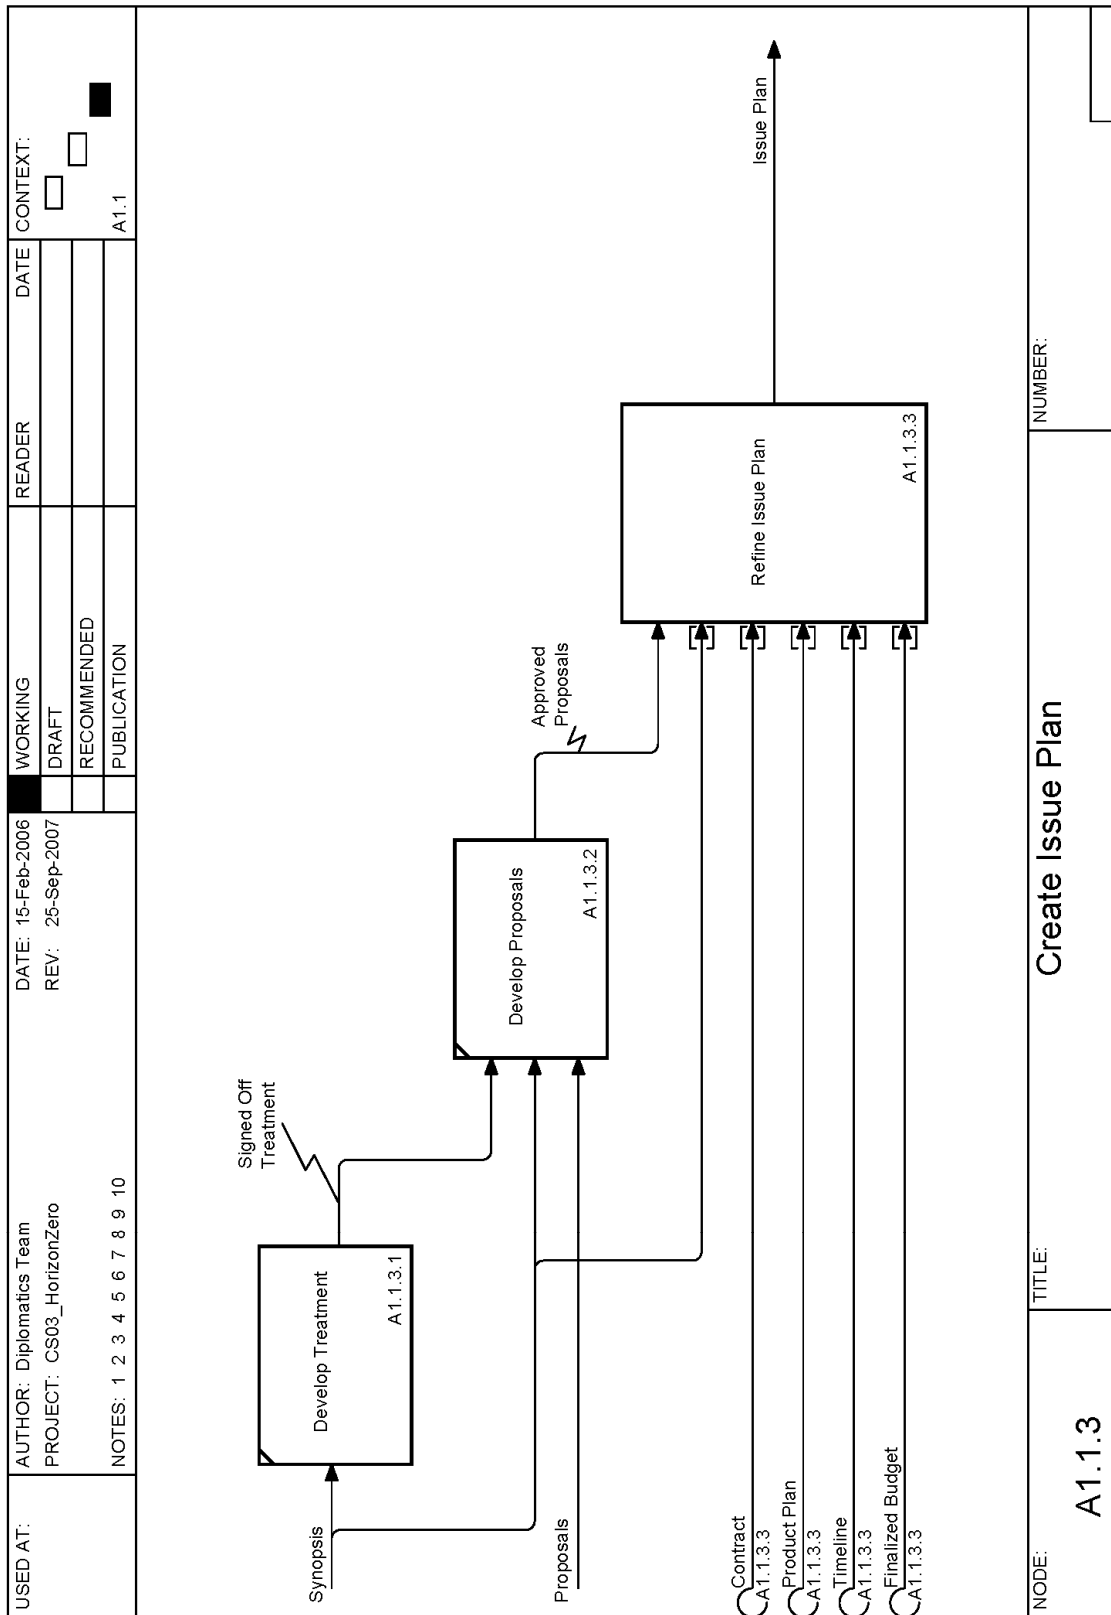 USED AT:
AUTHOR: Diplomatics Team
PROJECT: CS03_HorizonZero
NOTES: 1 2 3 4 5 6 7 8 9 10
DATE: 15-Feb-2006
REV: 25-Sep-2007
WORKING
DRAFT
RECOMMENDED
PUBLICATION
READER
DATE
CONTEXT:
A1.1
Synopsis
Develop Treatment
A1.1.3.1
Signed Off
Treatment
Proposals
Develop Proposals
A1.1.3.2
Approved
Proposals
Contract
A1.1.3.3
Product Plan
A1.1.3.3
Timeline
A1.1.3.3
Finalized Budget
A1.1.3.3
Refine Issue Plan
A1.1.3.3
Issue Plan
NODE:
A1.1.3
TITLE:
Create Issue Plan
NUMBER: